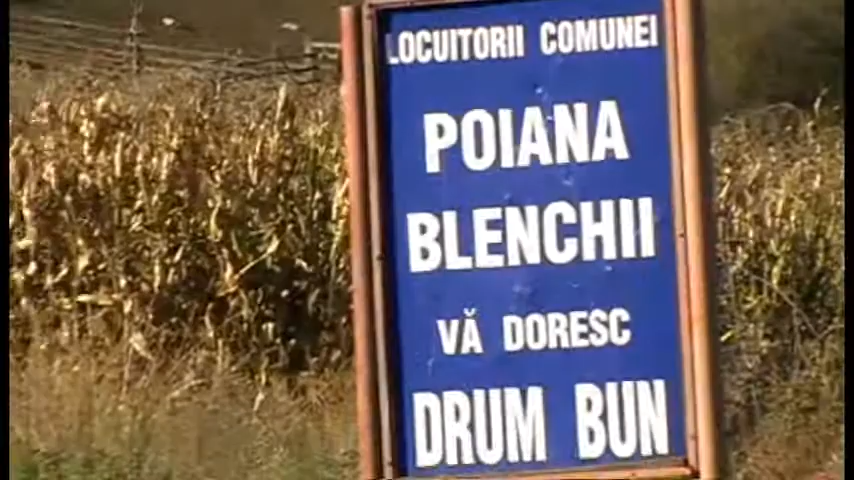 LOCUITORII COMUNEI
POIANA
BLENCHII
VĂ DORESC
DRUM BUN